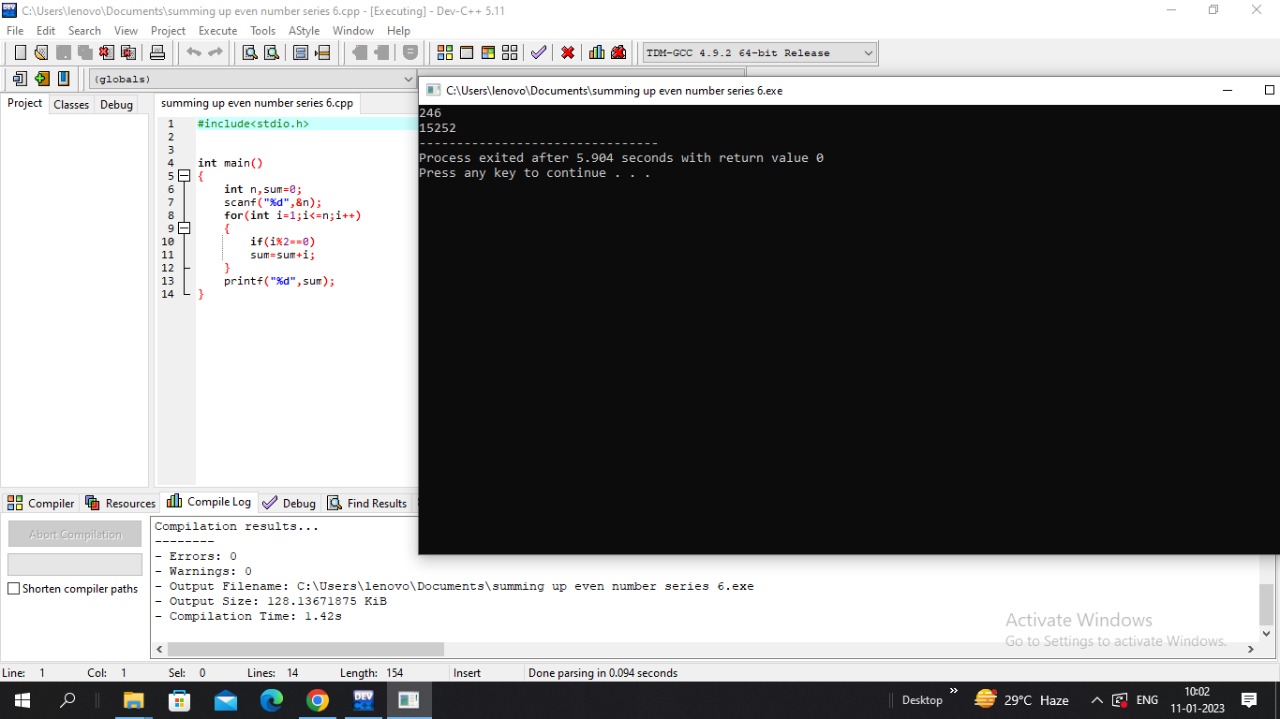 C:\Users\lenovo\Documents\summing up even number series 6.cpp - [Executing] - Dev-C++ 5.11
File Edit Search View Project Execute Tools AStyle Window Help
TDM-GCC 4.9.2 64-bit Release
(globals)
Project Classes Debug
summing up even number series 6.cpp
1 #include<stdio.h>
2
3
4 int main()
5 {
6 int n,sum=0;
7 scanf("%d",&n);
8 for(int i=1;i<=n;i++)
9 {
10 if(i%2==0)
11 sum=sum+i;
12 }
13 printf("%d",sum);
14 }
C:\Users\lenovo\Documents\summing up even number series 6.exe
246
15252
--------------------------------
Process exited after 5.904 seconds with return value 0
Press any key to continue . . .
Compiler Resources Compile Log Debug Find Results
Abort Compilation
Shorten compiler paths
Compilation results...
--------
- Errors: 0
- Warnings: 0
- Output Filename: C:\Users\lenovo\Documents\summing up even number series 6.exe
- Output Size: 128.13671875 KiB
- Compilation Time: 1.42s
Activate Windows
Go to Settings to activate Windows.
Line: 1 Col: 1 Sel: 0 Lines: 14 Length: 154 Insert Done parsing in 0.094 seconds
DEV
Desktop » 29°C Haze ENG
10:02
11-01-2023